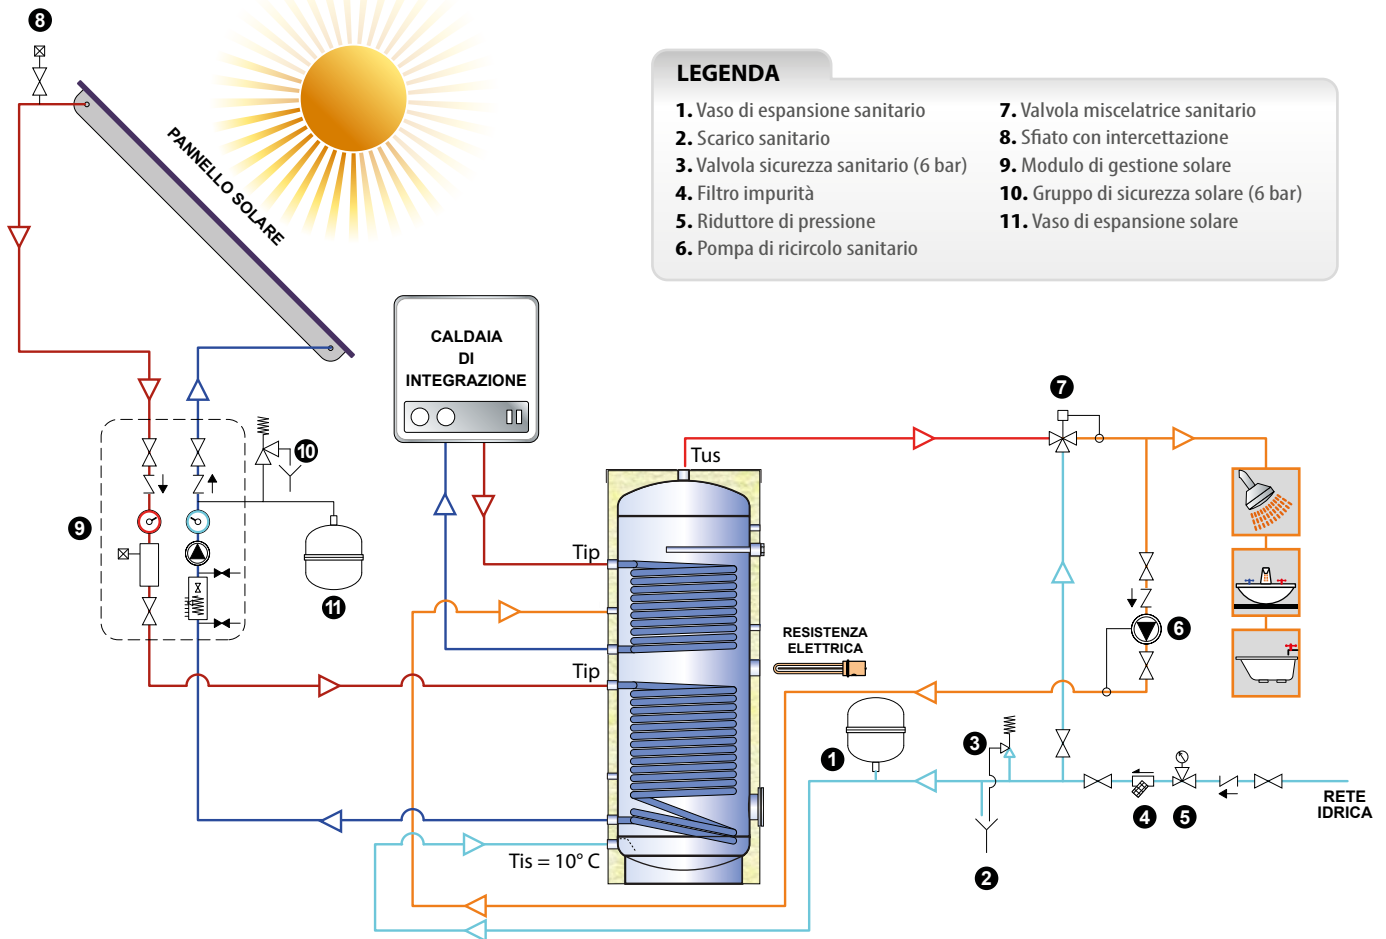 8
PANNELLO SOLARE
LEGENDA
1. Vaso di espansione sanitario
2. Scarico sanitario
3. Valvola sicurezza sanitario (6 bar)
4. Filtro impurità
5. Riduttore di pressione
6. Pompa di ricircolo sanitario
7. Valvola miscelatrice sanitario
8. Sfiato con intercettazione
9. Modulo di gestione solare
10. Gruppo di sicurezza solare (6 bar)
11. Vaso di espansione solare
CALDAIA
DI
INTEGRAZIONE
7
10
Tus
9
Tip
11
6
RESISTENZA
ELETTRICA
Tip
3
1
RETE
IDRICA
4
5
Tis = 10° C
2